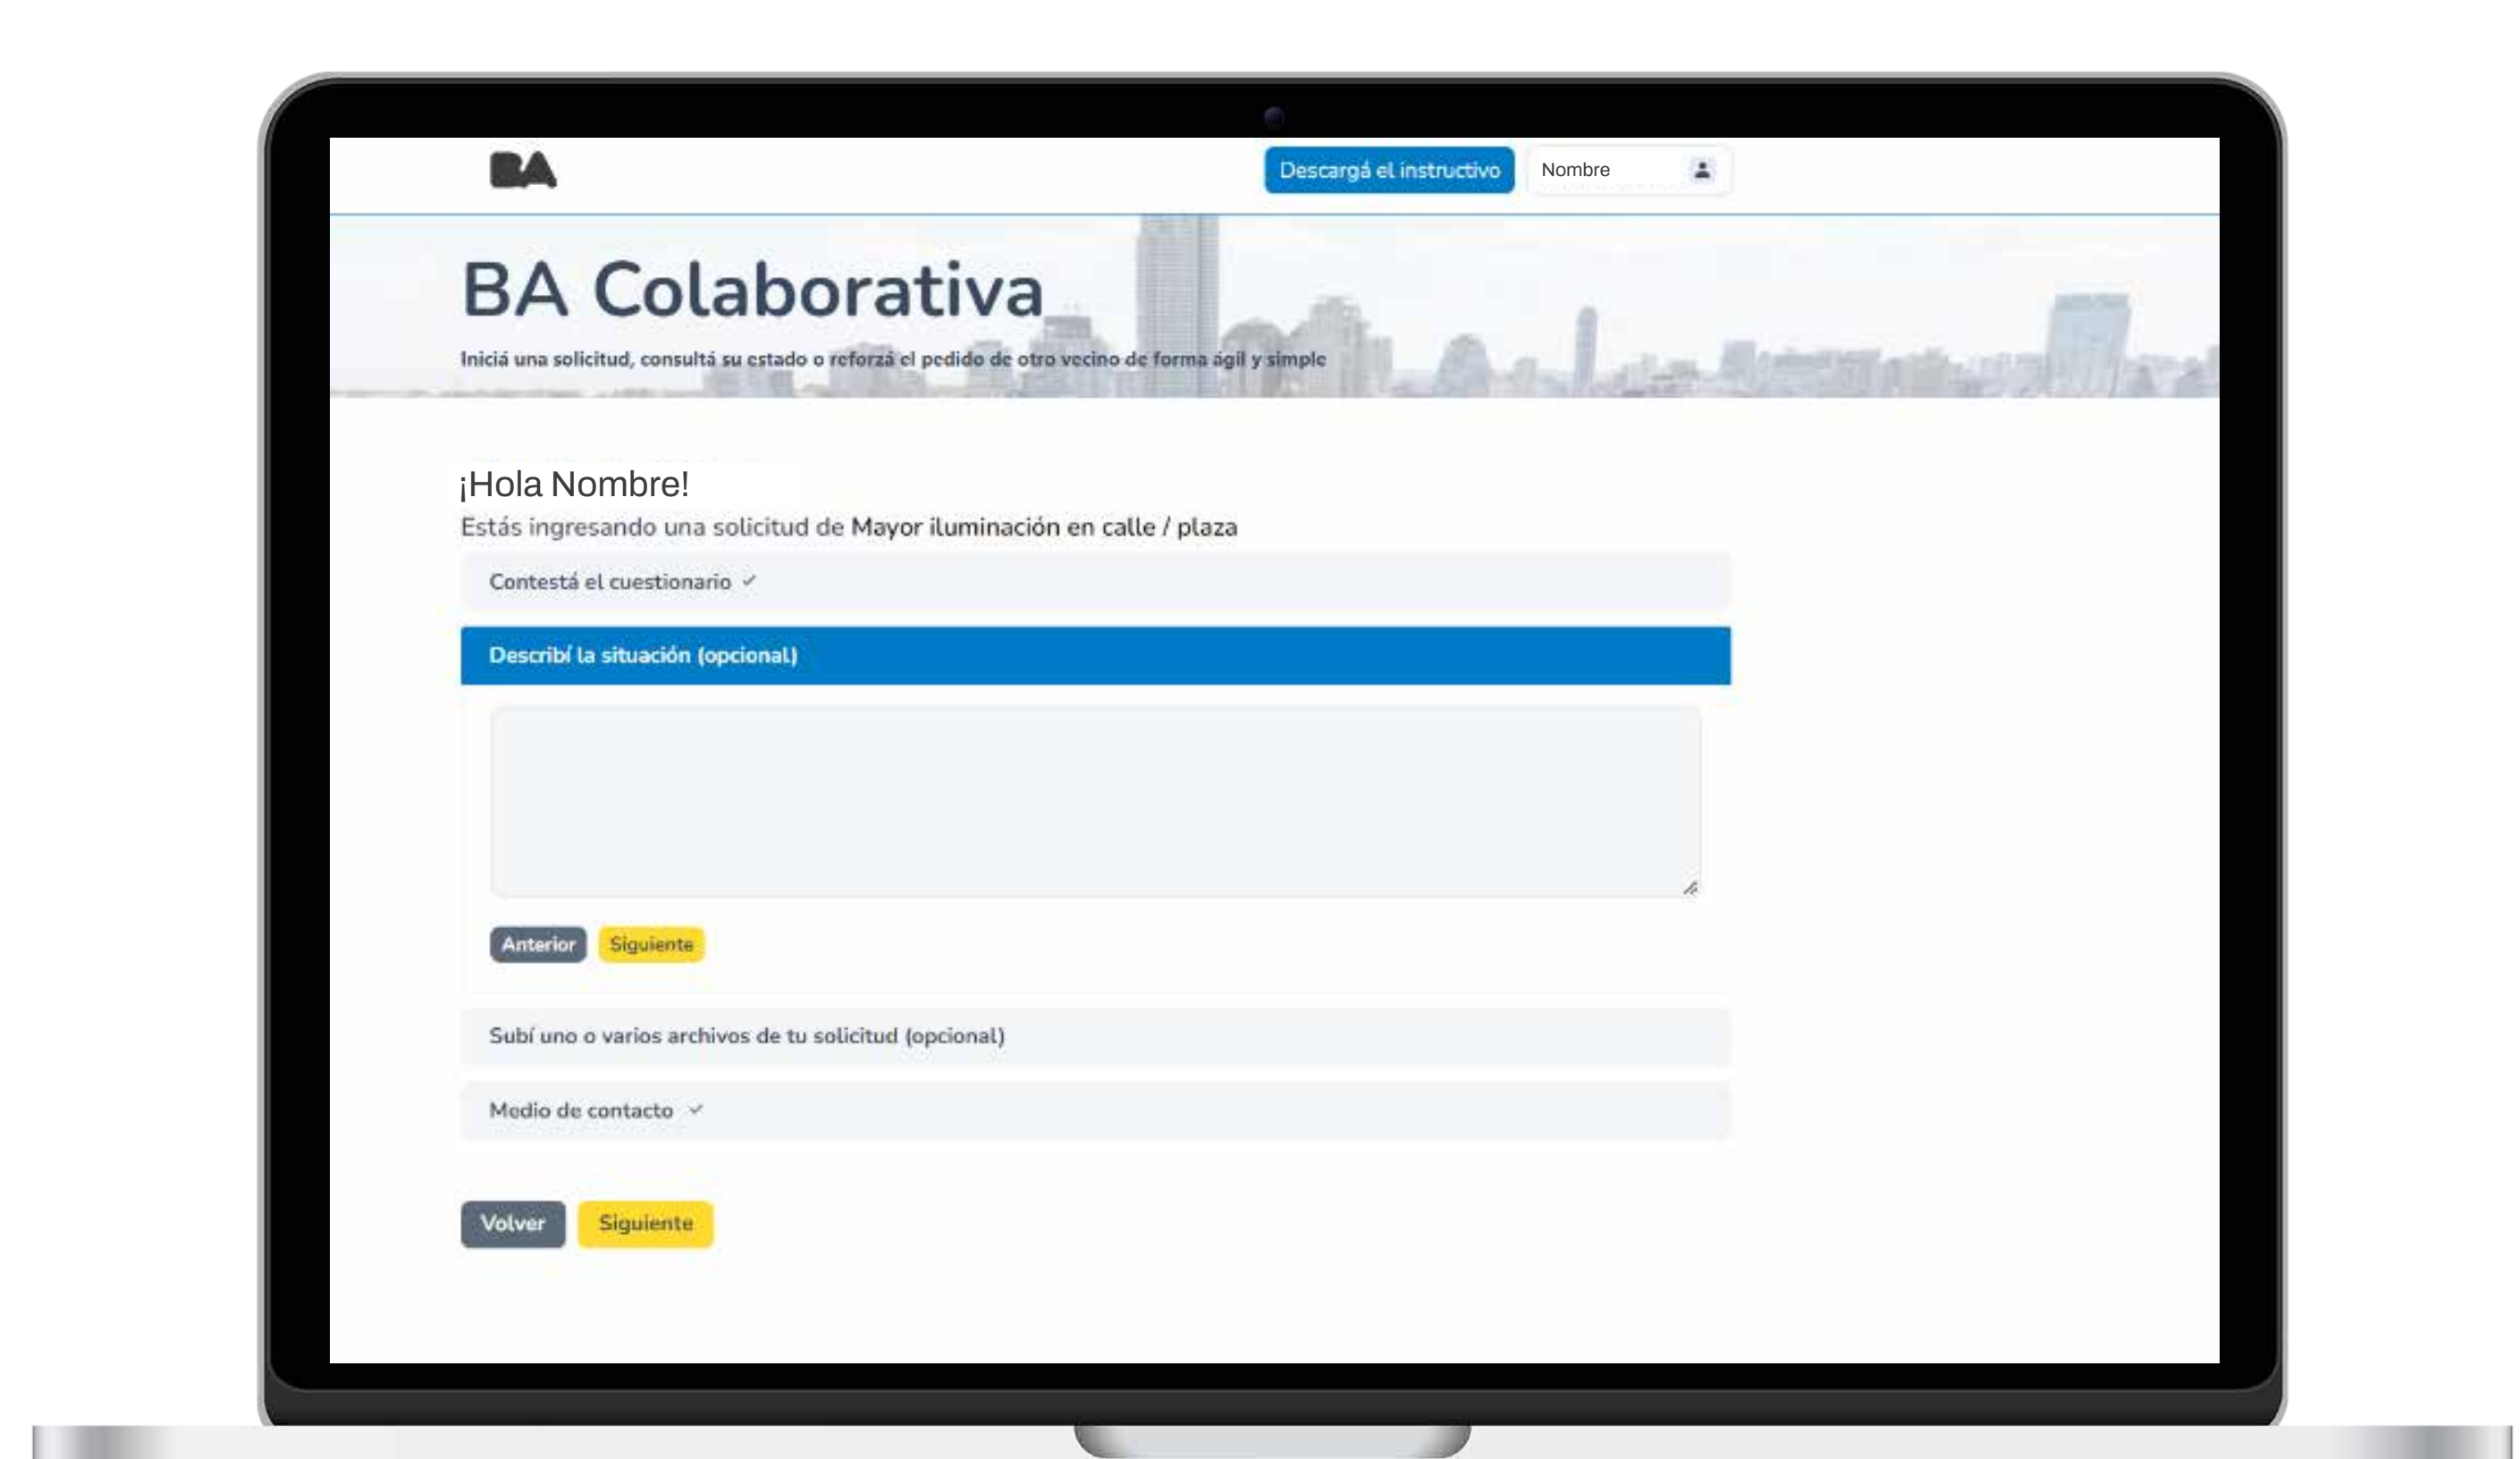 BA
Descargá el instructivo
Nombre
BA Colaborativa
Iniciá una solicitud, consultá su estado o reforzá el pedido de otro vecino de forma ágil y simple
¡Hola Nombre!
Estás ingresando una solicitud de Mayor iluminación en calle / plaza
Contestá el cuestionario
Describí la situación (opcional)
Anterior
Siguiente
Subí uno o varios archivos de tu solicitud (opcional)
Medio de contacto
Volver
Siguiente